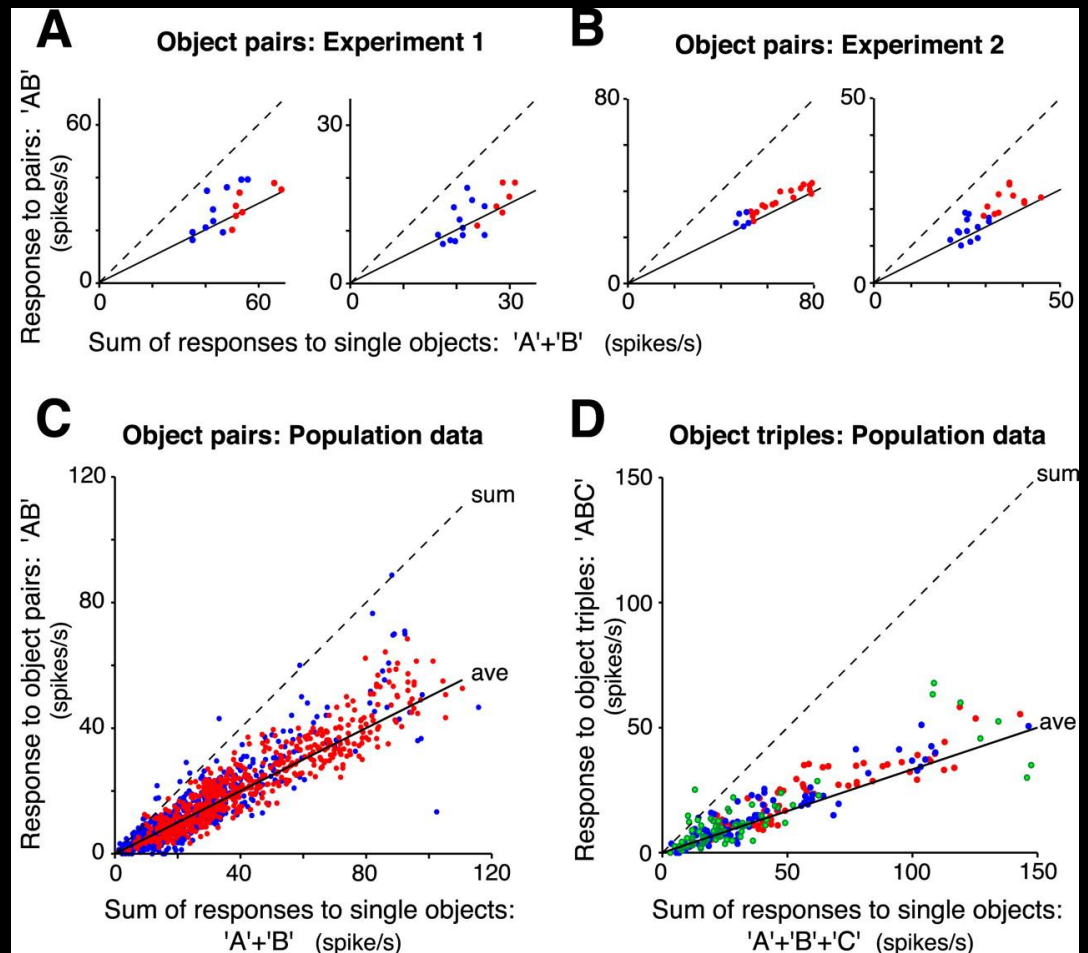 A
Object pairs: Experiment 1
B
Object pairs: Experiment 2
Response to pairs: 'AB'
(spikes/s)
60
0
0
60
30
0
0
30
80
0
0
80
50
0
0
50
Sum of responses to single objects: 'A'+'B' (spikes/s)
C
Object pairs: Population data
Response to object pairs: 'AB'
(spikes/s)
120
80
40
0
0
40
80
120
sum
ave
Sum of responses to single objects:
'A'+'B' (spike/s)
D
Object triples: Population data
Response to object triples: 'ABC'
(spikes/s)
150
100
50
0
0
50
100
150
sum
ave
Sum of responses to single objects:
'A'+'B'+'C' (spikes/s)